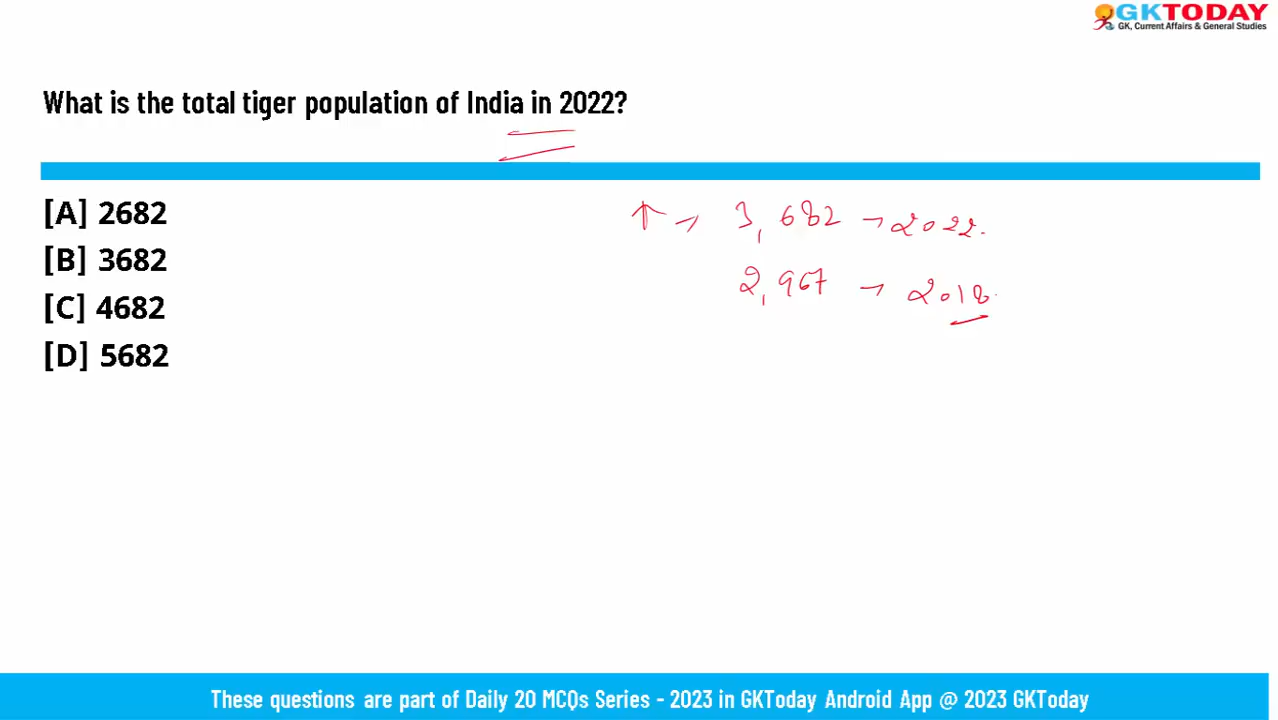 GKTODAY
GK, Current Affairs & General Studies
What is the total tiger population of India in 2022?
[A] 2682
[B] 3682
[C] 4682
[D] 5682
↑ → 3,682 → 2022.
2,967 → 2018.
These questions are part of Daily 20 MCQs Series - 2023 in GKToday Android App @ 2023 GKToday